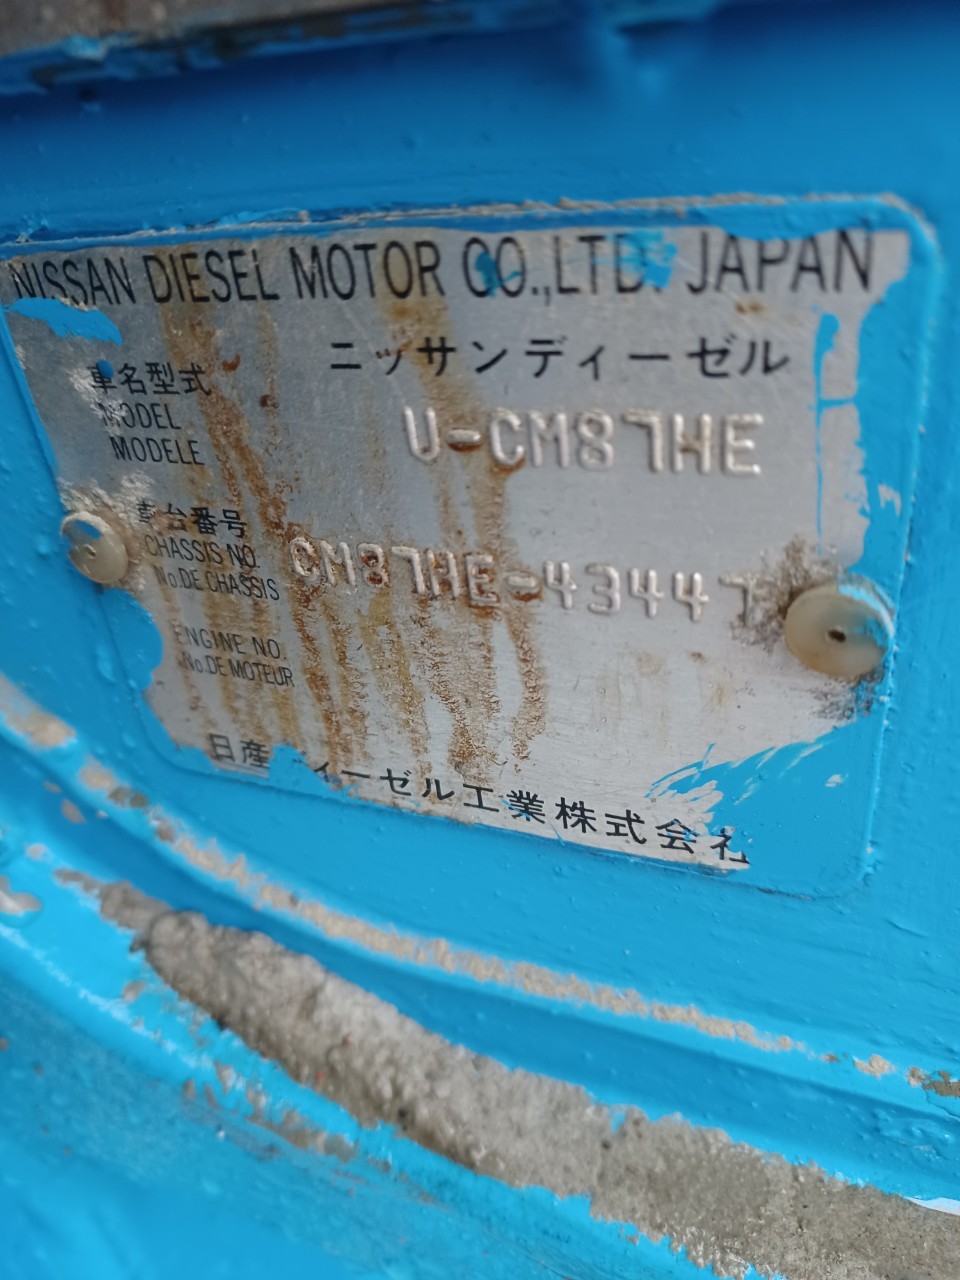 NISSAN DIESEL MOTOR CO.,LTD. JAPAN
ニッサンディーゼル
車名型式
MODEL
MODELE
U-CM87HE
車台番号
CHASSIS NO.
No.DE CHASSIS
CM87HE-43447
ENGINE NO.
No.DE MOTEUR
日産ディーゼル工業株式会社